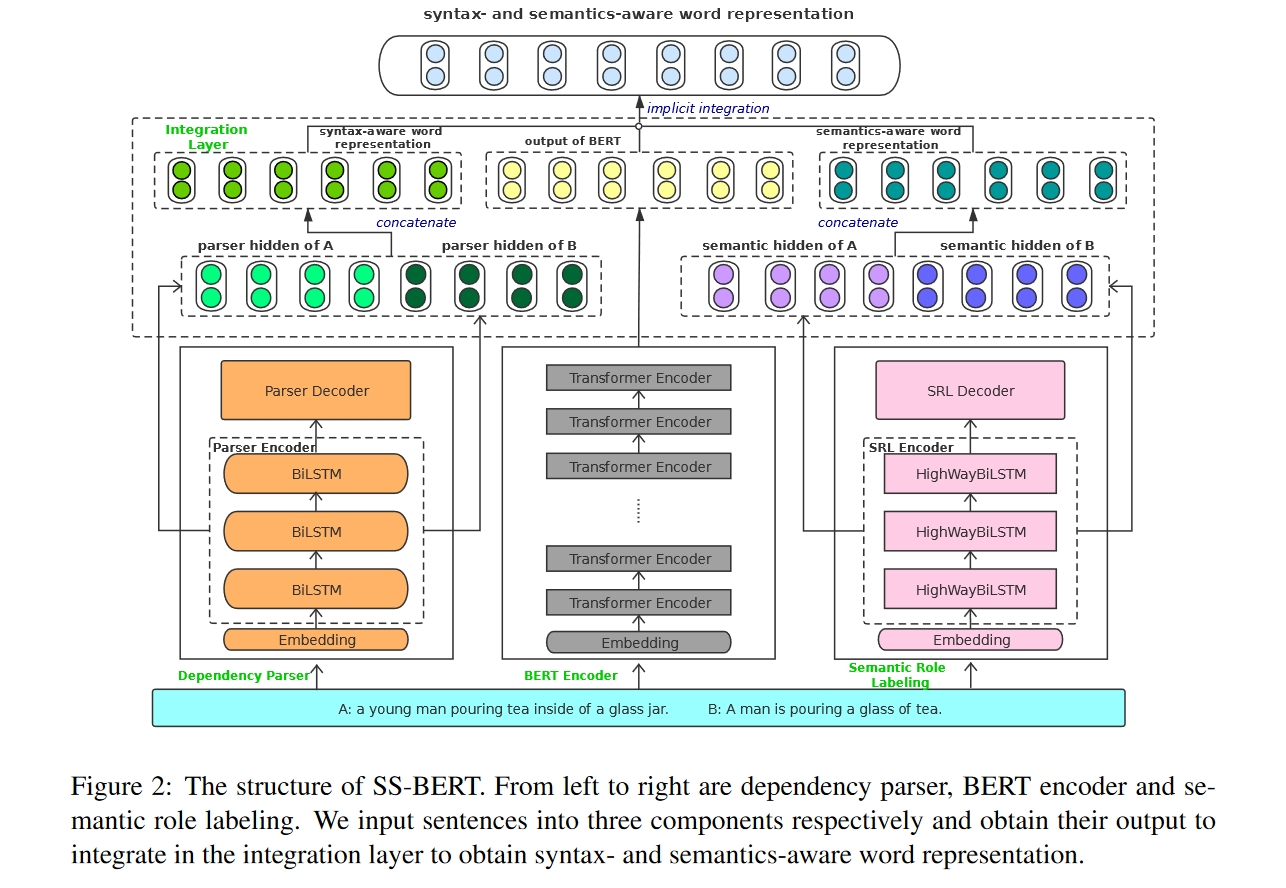 syntax- and semantics-aware word representation
implicit integration
Integration
Layer
syntax-aware word
representation
output of BERT
semantics-aware word
representation
concatenate
concatenate
parser hidden of A
parser hidden of B
semantic hidden of A
semantic hidden of B
Parser Decoder
Parser Encoder
BiLSTM
BiLSTM
BiLSTM
Embedding
Transformer Encoder
Transformer Encoder
Transformer Encoder
Transformer Encoder
Transformer Encoder
Embedding
SRL Decoder
SRL Encoder
HighWayBiLSTM
HighWayBiLSTM
HighWayBiLSTM
Embedding
Dependency Parser
BERT Encoder
Semantic Role
Labeling
A: a young man pouring tea inside of a glass jar. B: A man is pouring a glass of tea.
Figure 2: The structure of SS-BERT. From left to right are dependency parser, BERT encoder and se-
mantic role labeling. We input sentences into three components respectively and obtain their output to
integrate in the integration layer to obtain syntax- and semantics-aware word representation.